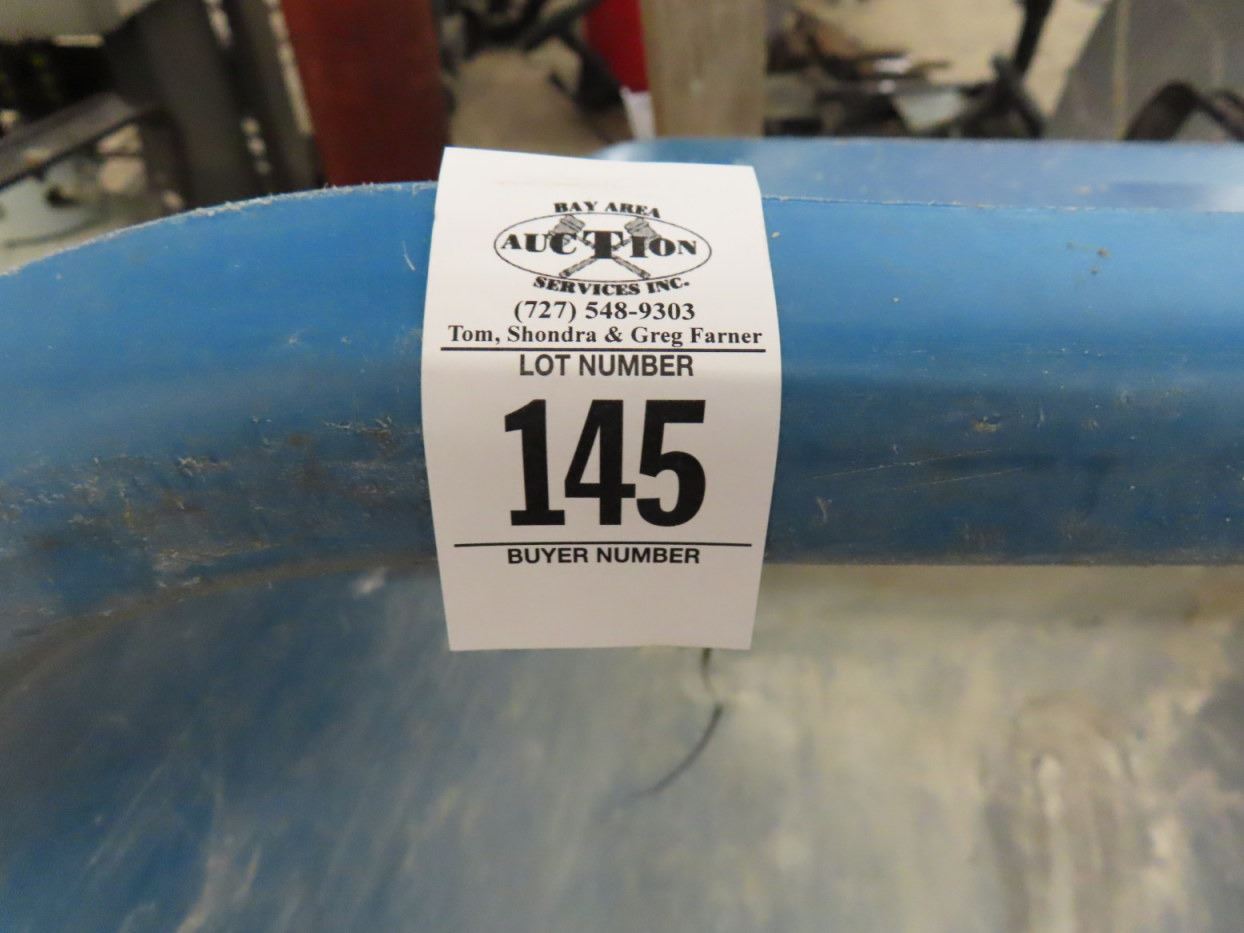 BAY AREA
AUCTION
SERVICES INC.
(727) 548-9303
Tom, Shondra & Greg Farner
LOT NUMBER
145
BUYER NUMBER